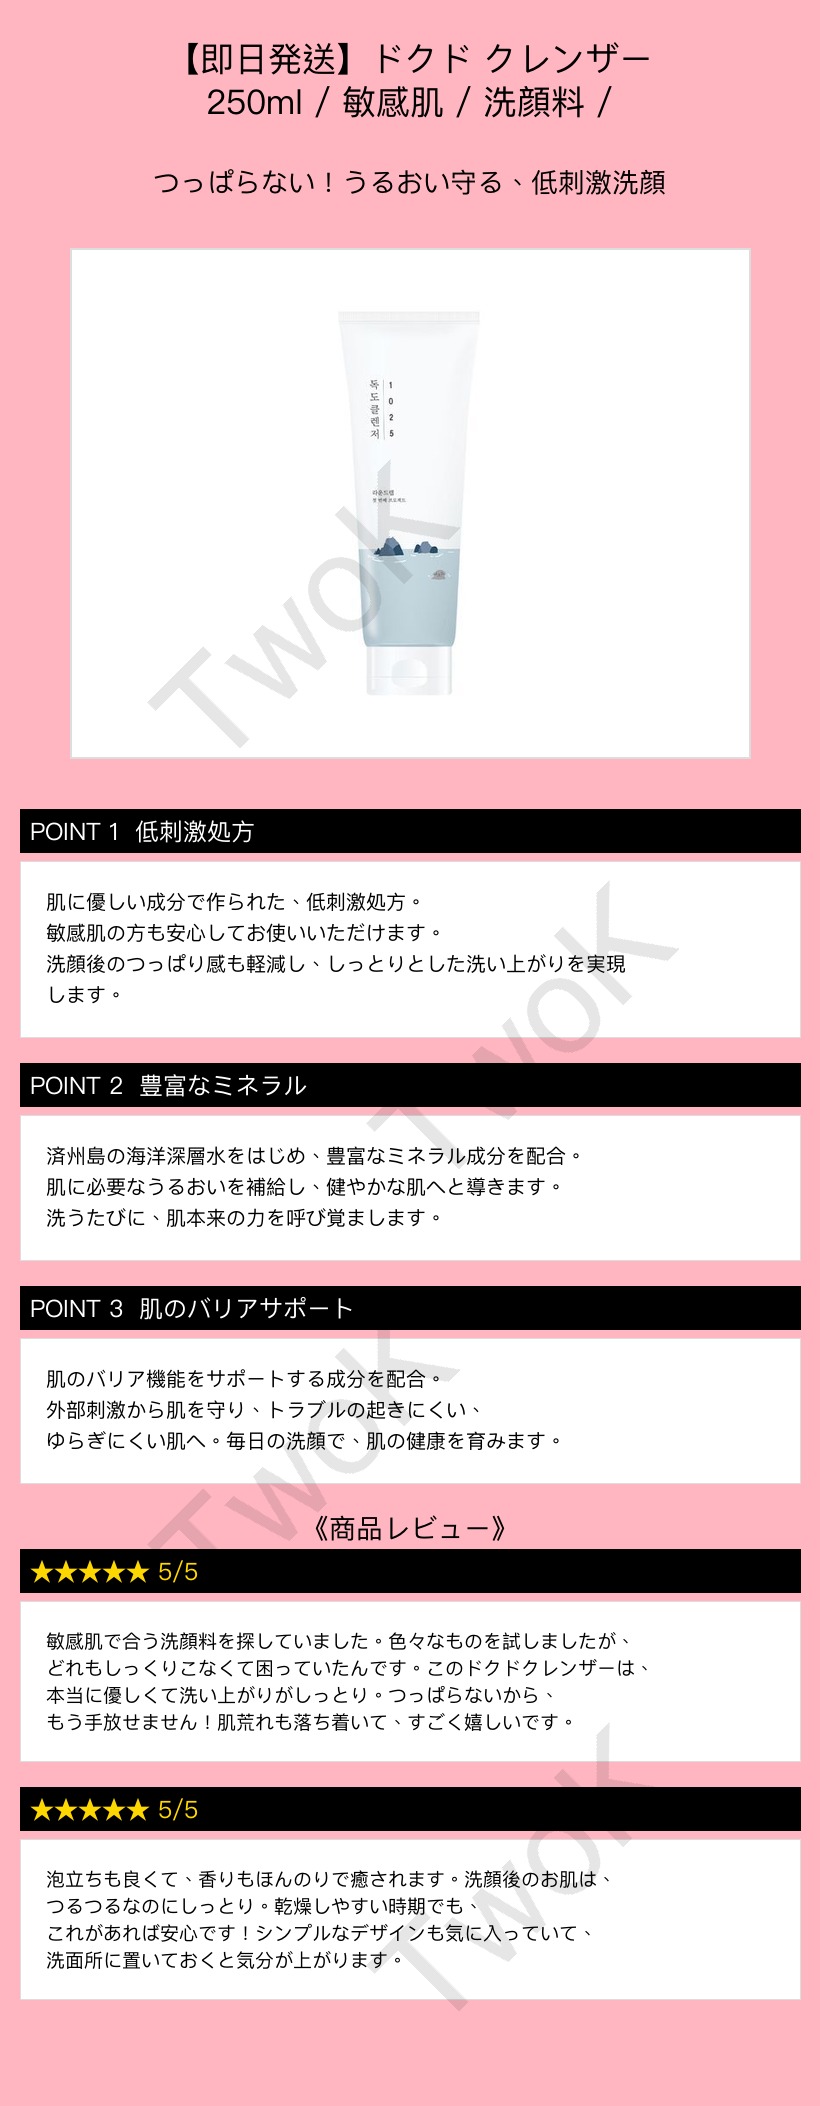 【即日発送】ドクド クレンザー
250ml / 敏感肌 / 洗顔料 /
つっぱらない！うるおい守る、低刺激洗顔
독도클렌저
1025
라운드랩
첫 번째 프로젝트
TwoK
POINT 1 低刺激処方
肌に優しい成分で作られた、低刺激処方。
敏感肌の方も安心してお使いいただけます。
洗顔後のつっぱり感も軽減し、しっとりとした洗い上がりを実現
します。
TwoK
POINT 2 豊富なミネラル
済州島の海洋深層水をはじめ、豊富なミネラル成分を配合。
肌に必要なうるおいを補給し、健やかな肌へと導きます。
洗うたびに、肌本来の力を呼び覚まします。
POINT 3 肌のバリアサポート
肌のバリア機能をサポートする成分を配合。
外部刺激から肌を守り、トラブルの起きにくい、
ゆらぎにくい肌へ。毎日の洗顔で、肌の健康を育みます。
TwoK
《商品レビュー》
★★★★★ 5/5
敏感肌で合う洗顔料を探していました。色々なものを試しましたが、
どれもしっくりこなくて困っていたんです。このドクドクレンザーは、
本当に優しくて洗い上がりがしっとり。つっぱらないから、
もう手放せません！肌荒れも落ち着いて、すごく嬉しいです。
★★★★★ 5/5
泡立ちも良くて、香りもほんのりで癒されます。洗顔後のお肌は、
つるつるなのにしっとり。乾燥しやすい時期でも、
これがあれば安心です！シンプルなデザインも気に入っていて、
洗面所に置いておくと気分が上がります。
TwoK